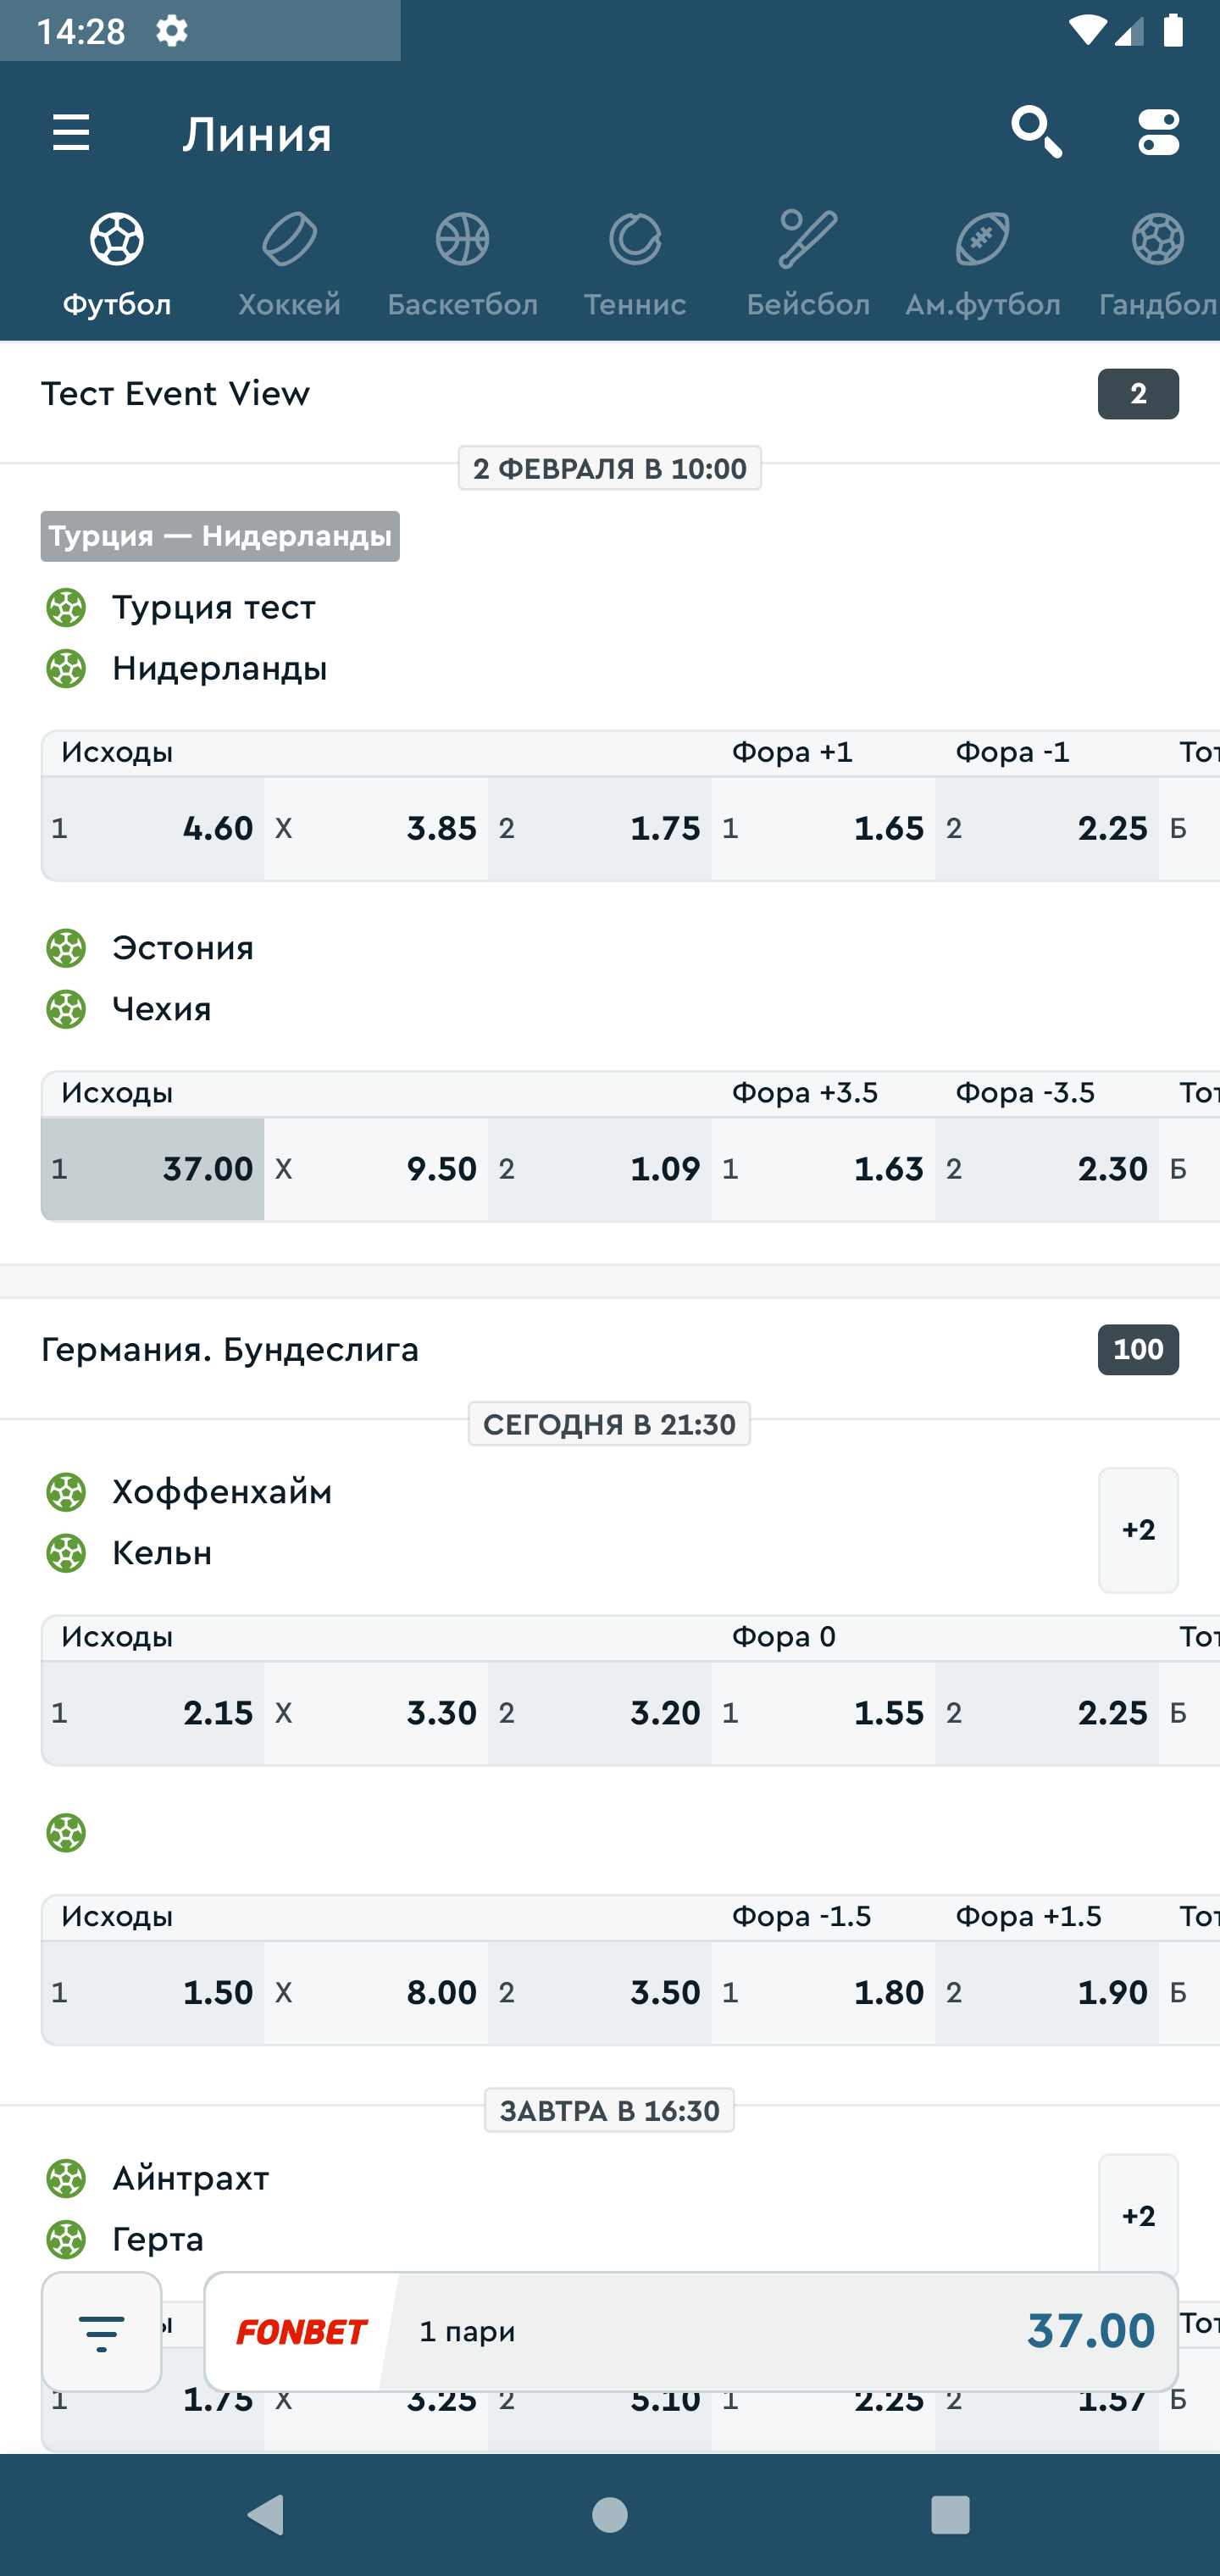 14:28
Линия
Футбол Хоккей Баскетбол Теннис Бейсбол Ам.футбол Гандбол
Тест Event View 2
2 ФЕВРАЛЯ В 10:00
Турция — Нидерланды
Турция тест
Нидерланды
Исходы Фора +1 Фора -1 Тот
1 4.60 X 3.85 2 1.75 1 1.65 2 2.25 Б
Эстония
Чехия
Исходы Фора +3.5 Фора -3.5 Тот
1 37.00 X 9.50 2 1.09 1 1.63 2 2.30 Б
Германия. Бундеслига 100
СЕГОДНЯ В 21:30
Хоффенхайм
+2
Кельн
Исходы Фора 0 Тот
1 2.15 X 3.30 2 3.20 1 1.55 2 2.25 Б
Исходы Фора -1.5 Фора +1.5 Тот
1 1.50 X 8.00 2 3.50 1 1.80 2 1.90 Б
ЗАВТРА В 16:30
Айнтрахт
+2
Герта
ы FONBET 1 пари 37.00 Тот
1 1.75 X 3.25 2 5.10 1 2.25 2 1.57 Б